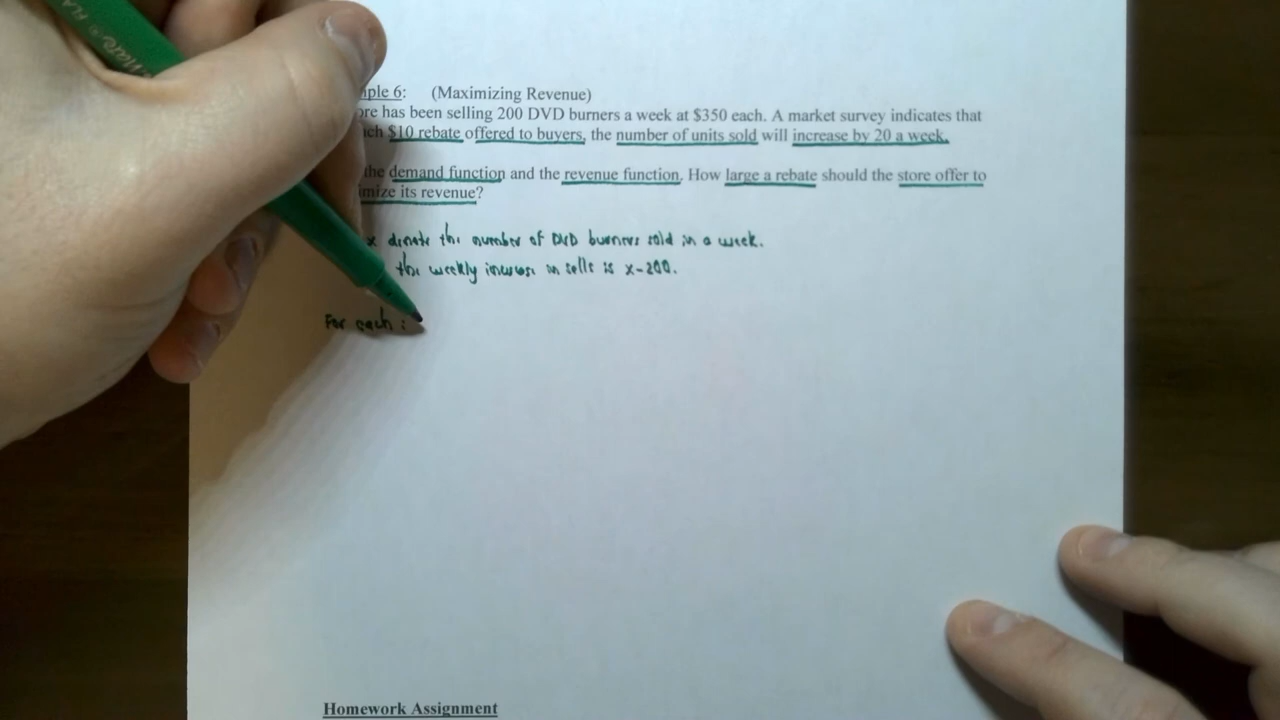 ple 6: (Maximizing Revenue)
ore has been selling 200 DVD burners a week at $350 each. A market survey indicates that
ch $10 rebate offered to buyers, the number of units sold will increase by 20 a week.
the demand function and the revenue function. How large a rebate should the store offer to
mize its revenue?
x denote the number of DVD burners sold in a week.
the weekly increase in sells is x-200.
For each :
Homework Assignment